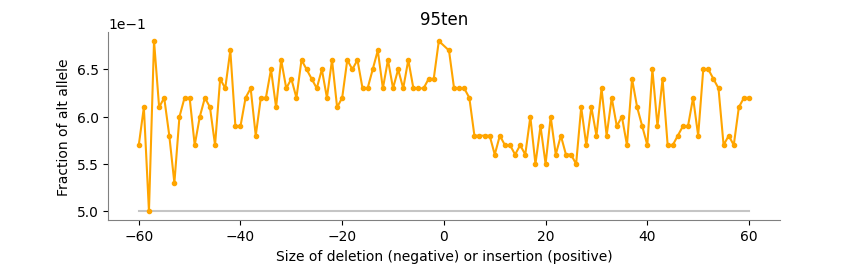 95ten
1e−1
Fraction of alt allele
6.5
6.0
5.5
5.0
−60 −40 −20 0 20 40 60
Size of deletion (negative) or insertion (positive)